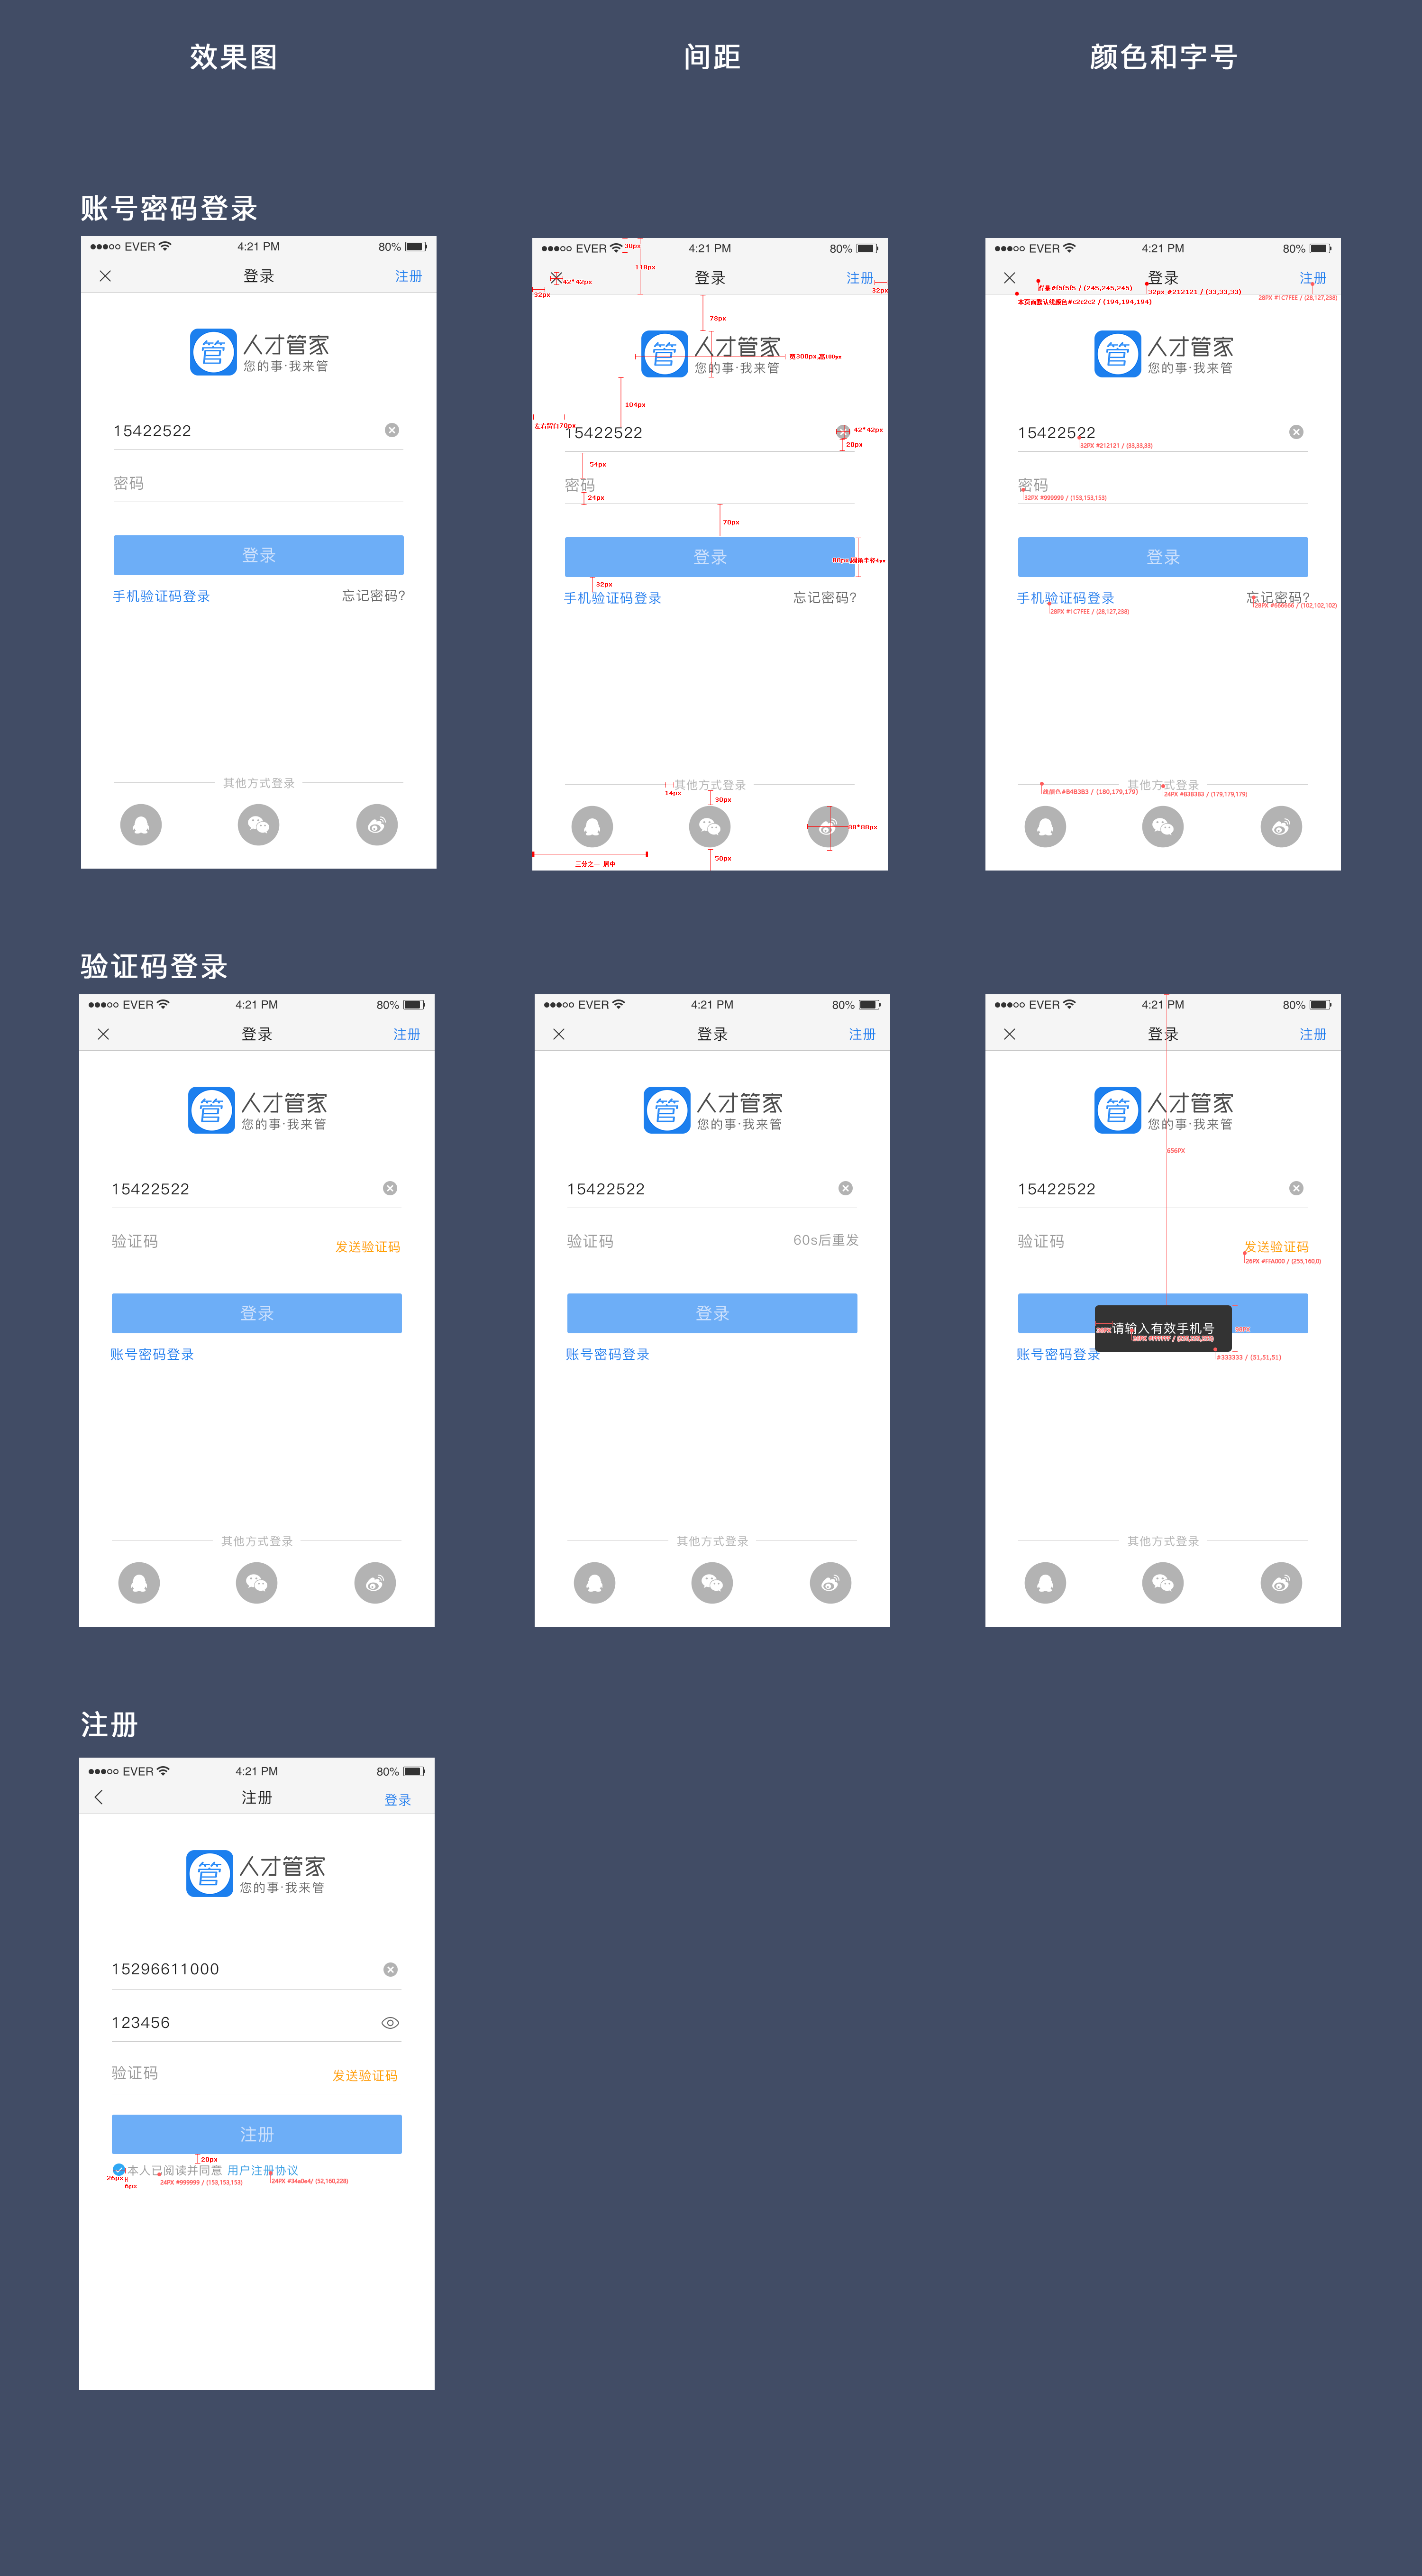 效果图
间距
颜色和字号
账号密码登录
EVER
4:21 PM
80%
登录
注册
管
人才管家
您的事·我来管
15422522
密码
登录
手机验证码登录
忘记密码?
其他方式登录
EVER
30px
4:21 PM
80%
118px
42*42px
登录
注册
32px
32px
78px
管
人才管家
您的事·我来管
宽300px,高100px
104px
左右留白70px
15422522
42*42px
20px
54px
密码
24px
70px
登录
80px,圆角半径4px
32px
手机验证码登录
忘记密码?
其他方式登录
14px
30px
88*88px
50px
三分之一 居中
EVER
4:21 PM
80%
登录
注册
背景#f5f5f5 / (245,245,245)
32px #212121 / (33,33,33)
28PX #1C7FEE / (28,127,238)
本页面默认线颜色#c2c2c2 / (194,194,194)
管
人才管家
您的事·我来管
15422522
32PX #212121 / (33,33,33)
密码
32PX #999999 / (153,153,153)
登录
手机验证码登录
忘记密码?
28PX #666666 / (102,102,102)
28PX #1C7FEE / (28,127,238)
其他方式登录
线颜色#B4B3B3 / (180,179,179)
24PX #B3B3B3 / (179,179,179)
验证码登录
EVER
4:21 PM
80%
登录
注册
管
人才管家
您的事·我来管
15422522
验证码
发送验证码
登录
账号密码登录
其他方式登录
EVER
4:21 PM
80%
登录
注册
管
人才管家
您的事·我来管
15422522
验证码
60s后重发
登录
账号密码登录
其他方式登录
EVER
4:21 PM
80%
登录
注册
管
人才管家
您的事·我来管
656PX
15422522
验证码
发送验证码
26PX #FFA000 / (255,160,0)
请输入有效手机号
#333333 / (51,51,51)
账号密码登录
其他方式登录
注册
EVER
4:21 PM
80%
注册
登录
管
人才管家
您的事·我来管
15296611000
123456
验证码
发送验证码
注册
20px
本人已阅读并同意 用户注册协议
26px
6px
24PX #999999 / (153,153,153)
24PX #34a0e4/ (52,160,228)